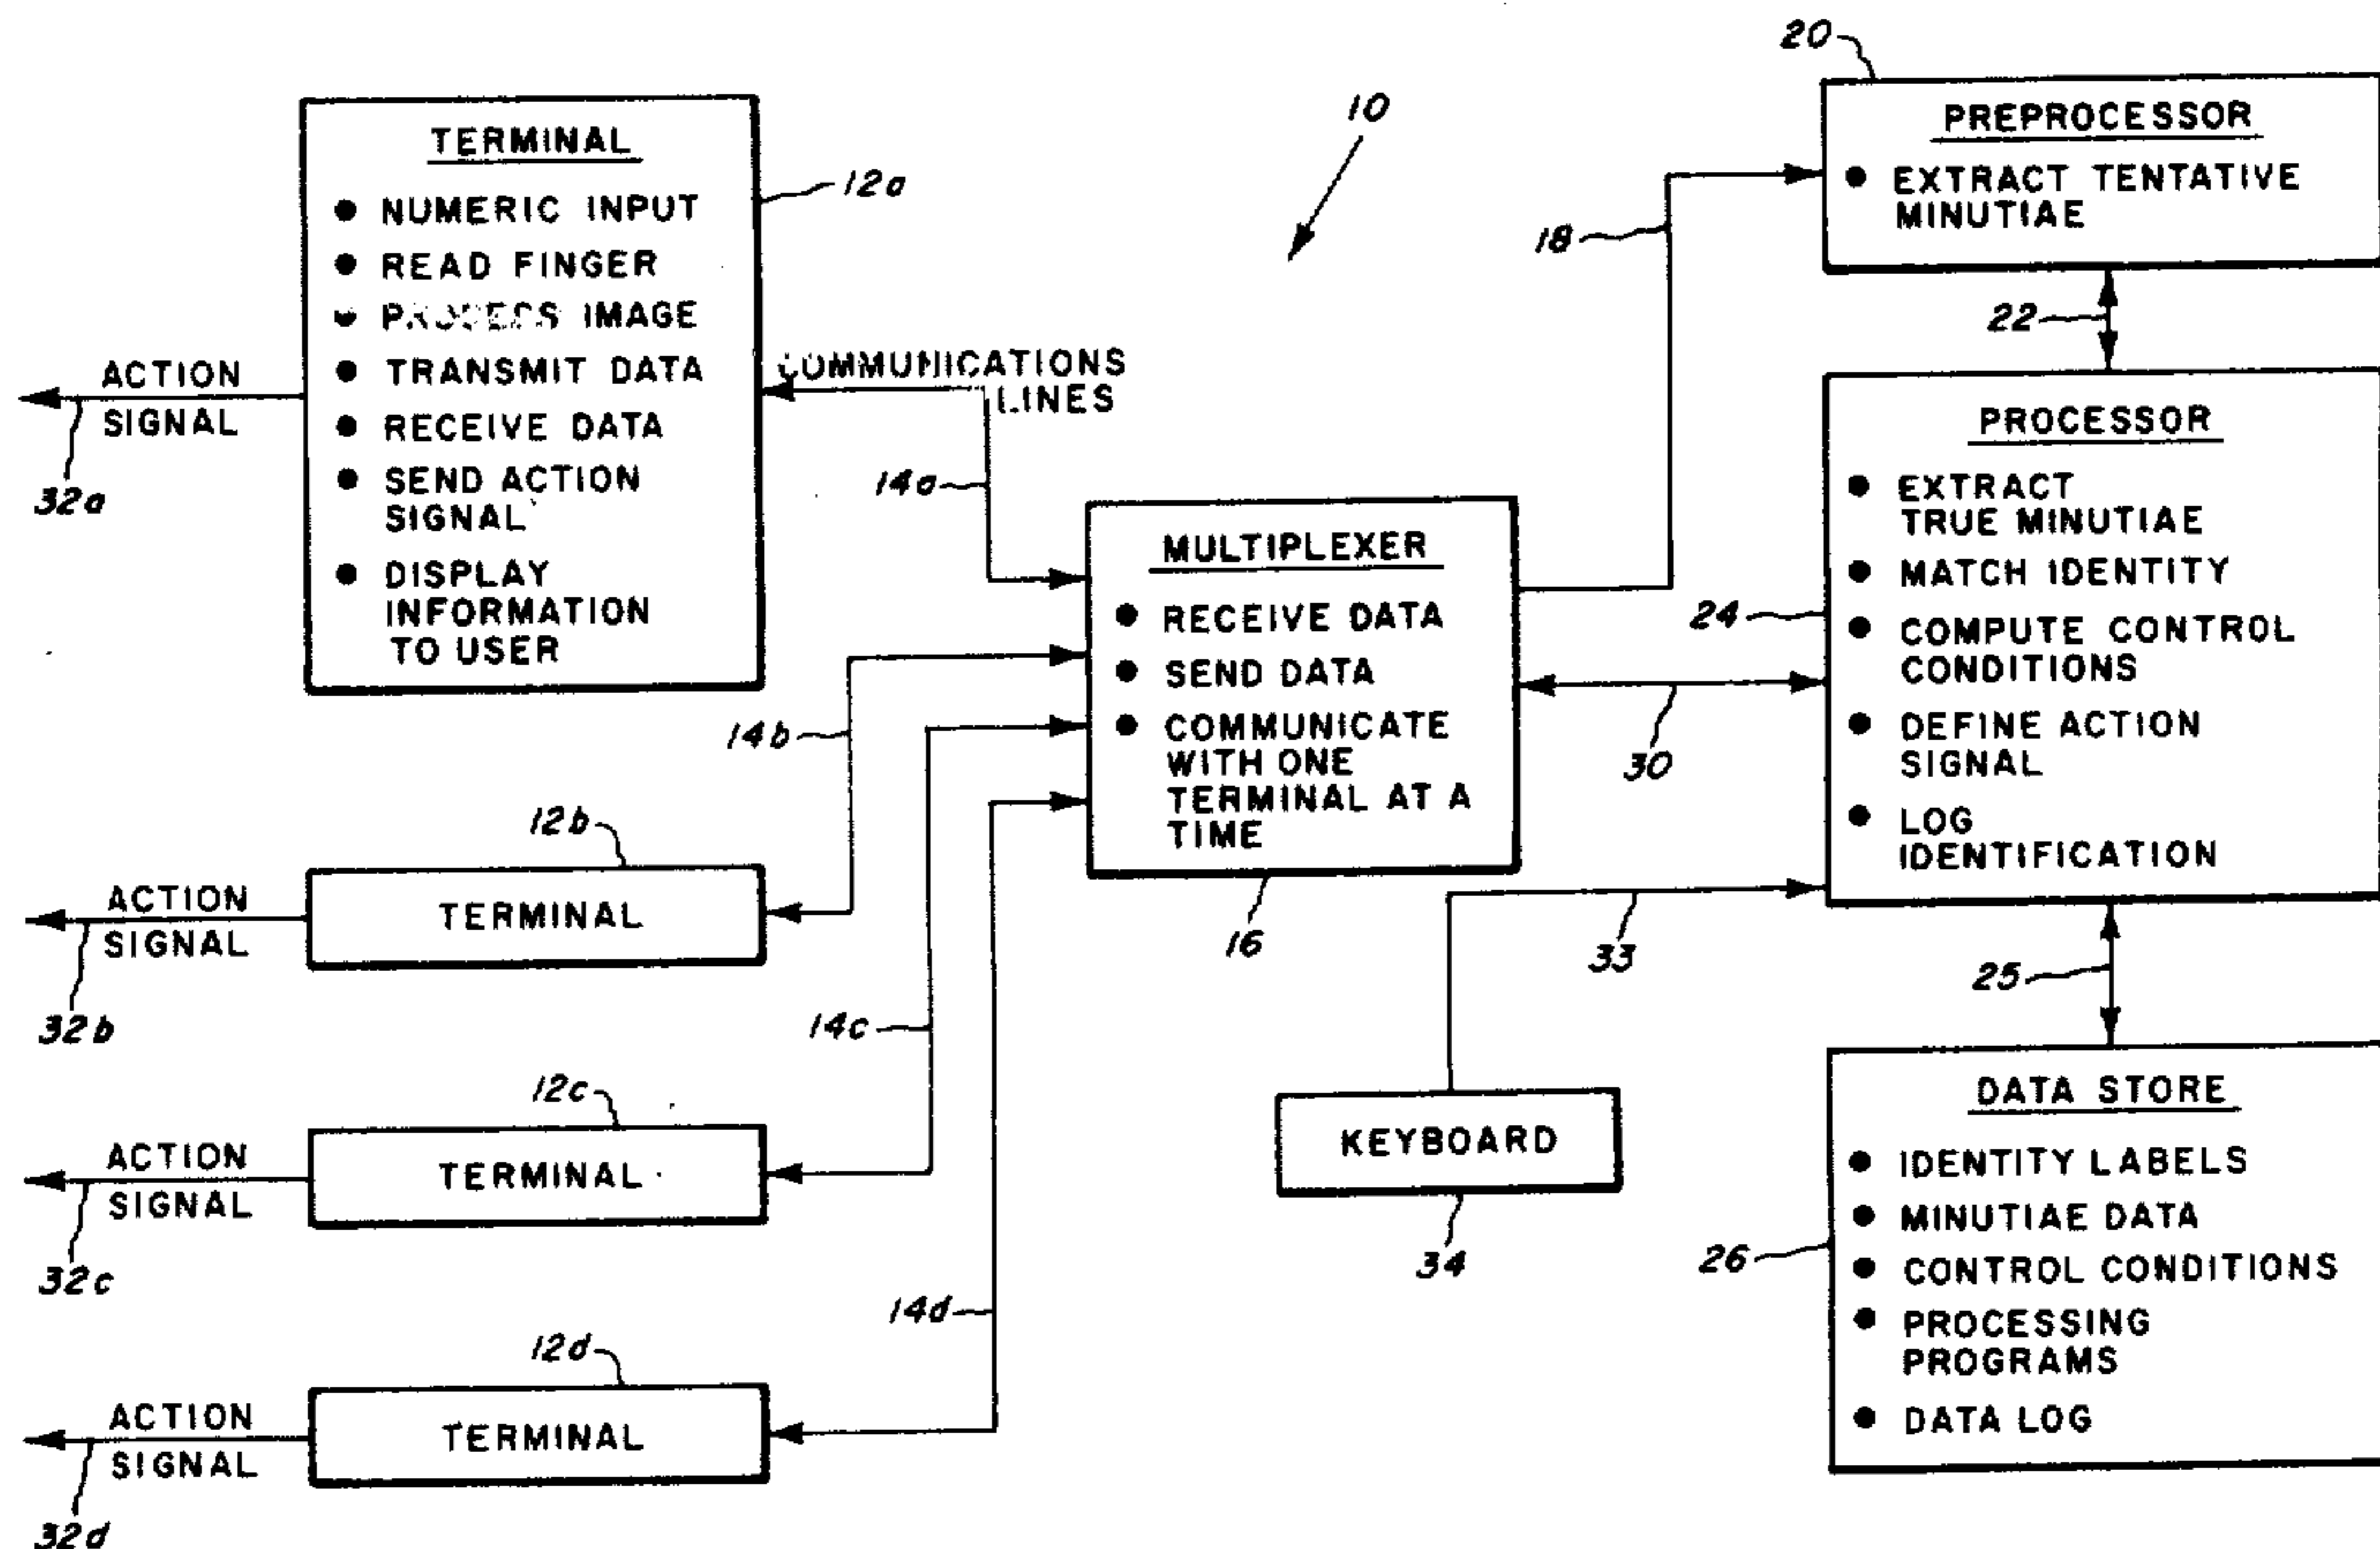 10
TERMINAL
• NUMERIC INPUT
• READ FINGER
• PROCESS IMAGE
• TRANSMIT DATA
• RECEIVE DATA
• SEND ACTION
SIGNAL
• DISPLAY
INFORMATION
TO USER
12a
ACTION
SIGNAL
32a
COMMUNICATIONS
LINES
14a
14b
14c
14d
12b
TERMINAL
ACTION
SIGNAL
32b
12c
TERMINAL
ACTION
SIGNAL
32c
12d
TERMINAL
ACTION
SIGNAL
32d
MULTIPLEXER
• RECEIVE DATA
• SEND DATA
• COMMUNICATE
WITH ONE
TERMINAL AT A
TIME
16
18
30
33
KEYBOARD
34
20
PREPROCESSOR
• EXTRACT TENTATIVE
MINUTIAE
22
PROCESSOR
• EXTRACT
TRUE MINUTIAE
• MATCH IDENTITY
• COMPUTE CONTROL
CONDITIONS
• DEFINE ACTION
SIGNAL
• LOG
IDENTIFICATION
24
25
DATA STORE
• IDENTITY LABELS
• MINUTIAE DATA
• CONTROL CONDITIONS
• PROCESSING
PROGRAMS
• DATA LOG
26